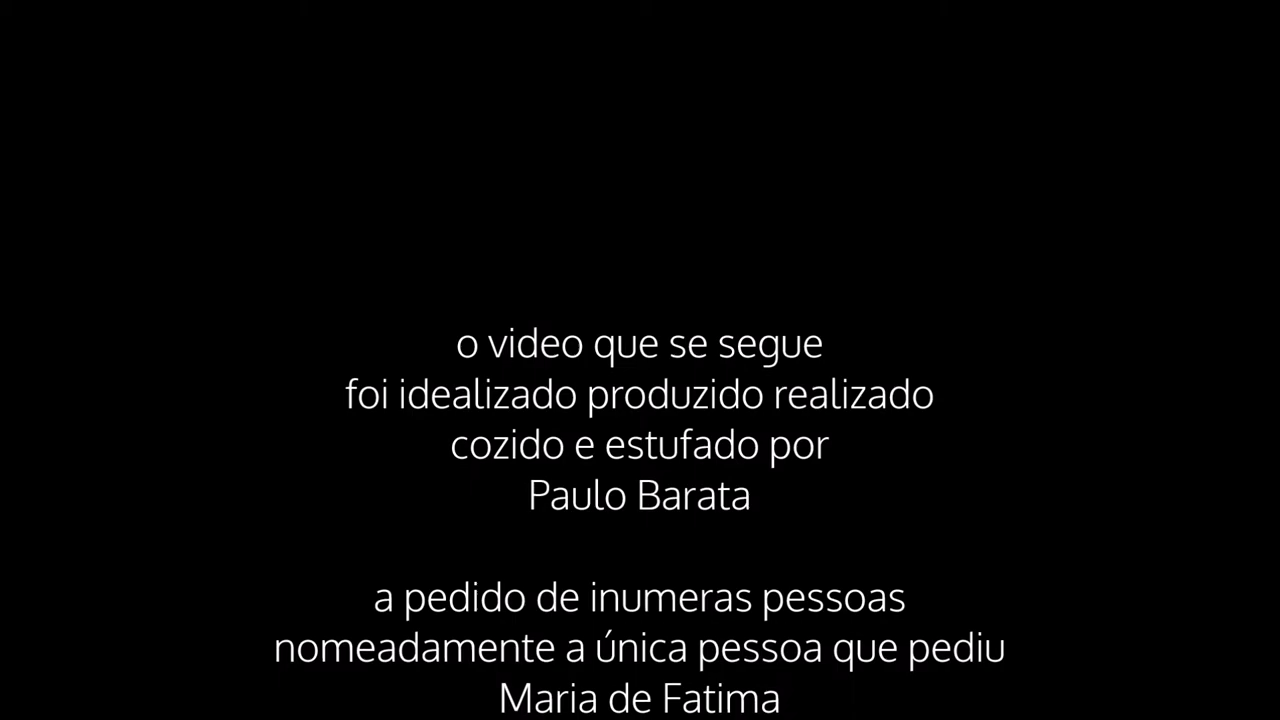 o video que se segue
foi idealizado produzido realizado
cozido e estufado por
Paulo Barata
a pedido de inumeras pessoas
nomeadamente a única pessoa que pediu
Maria de Fatima